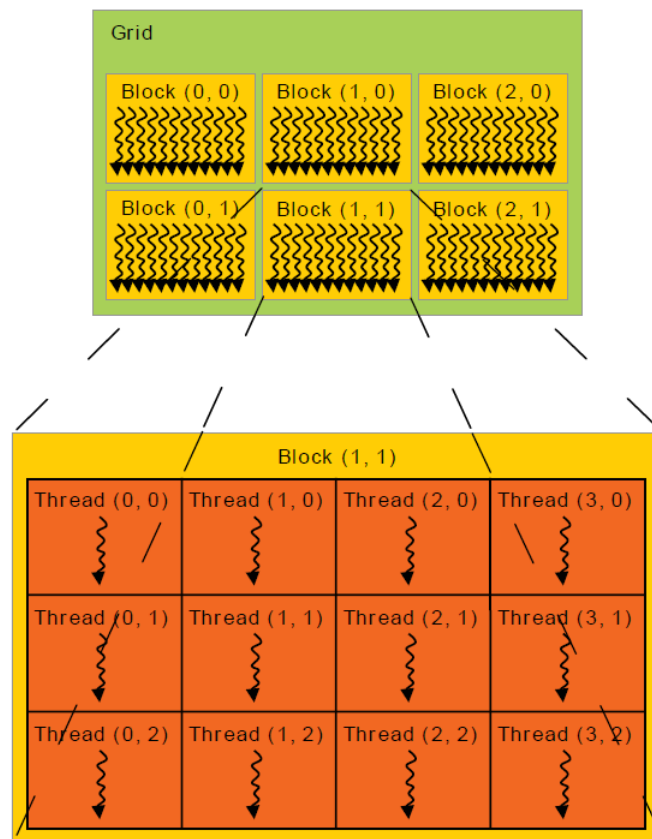 Grid
Block (0, 0) Block (1, 0) Block (2, 0)
Block (0, 1) Block (1, 1) Block (2, 1)
Block (1, 1)
Thread (0, 0) Thread (1, 0) Thread (2, 0) Thread (3, 0)
Thread (0, 1) Thread (1, 1) Thread (2, 1) Thread (3, 1)
Thread (0, 2) Thread (1, 2) Thread (2, 2) Thread (3, 2)